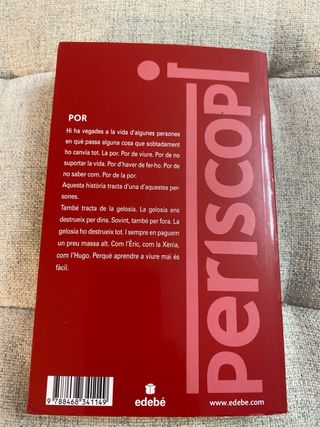 periscopi
POR
Hi ha vegades a la vida d'algunes persones
en què passa alguna cosa que sobtadament
ho canvia tot. La por. Por de viure. Por de no
suportar la vida. Por d'haver de fer-ho. Por de
no saber com. Por de la por.
Aquesta història tracta d'una d'aquestes per-
sones.
També tracta de la gelosia. La gelosia ens
destrueix per dins. Sovint, també per fora. La
gelosia ho destrueix tot. I sempre en paguem
un preu massa alt. Com l'Èric, com la Xènia,
com l'Hugo. Perquè aprendre a viure mai és
fàcil.
9 788468 341149
edebé
www.edebe.com